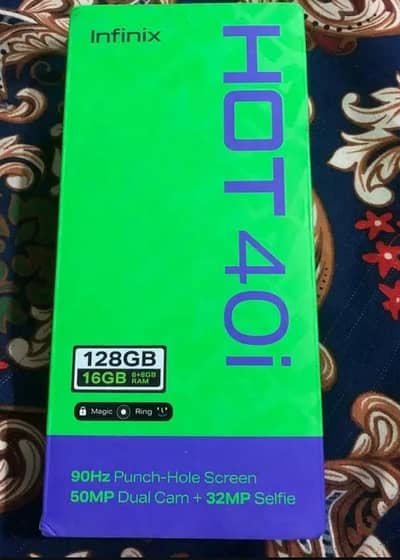 Infinix
HOT 40i
128GB
16GB 8+8GB RAM
Magic Ring
90Hz Punch-Hole Screen
50MP Dual Cam + 32MP Selfie